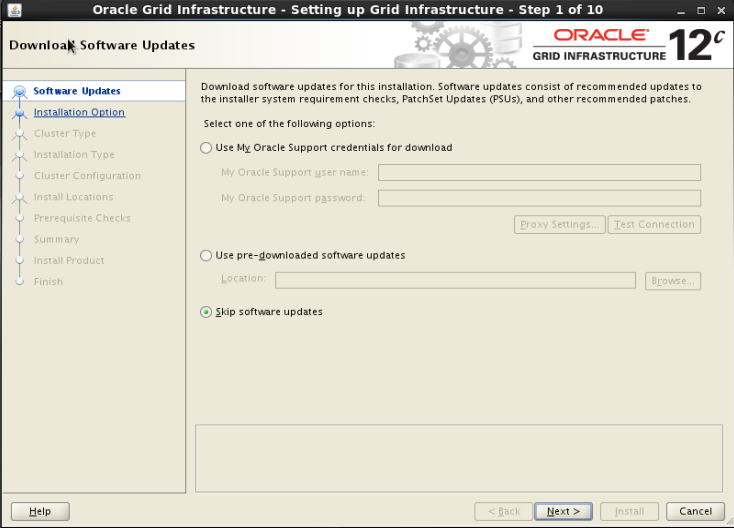 Oracle Grid Infrastructure - Setting up Grid Infrastructure - Step 1 of 10
Download Software Updates
ORACLE
GRID INFRASTRUCTURE 12c
Software Updates
Installation Option
Cluster Type
Installation Type
Cluster Configuration
Install Locations
Prerequisite Checks
Summary
Install Product
Finish
Download software updates for this installation. Software updates consist of recommended updates to
the installer system requirement checks, PatchSet Updates (PSUs), and other recommended patches.
Select one of the following options:
Use My Oracle Support credentials for download
My Oracle Support user name:
My Oracle Support password:
Proxy Settings... Test Connection
Use pre-downloaded software updates
Location: Browse...
Skip software updates
Help < Back Next > Install Cancel